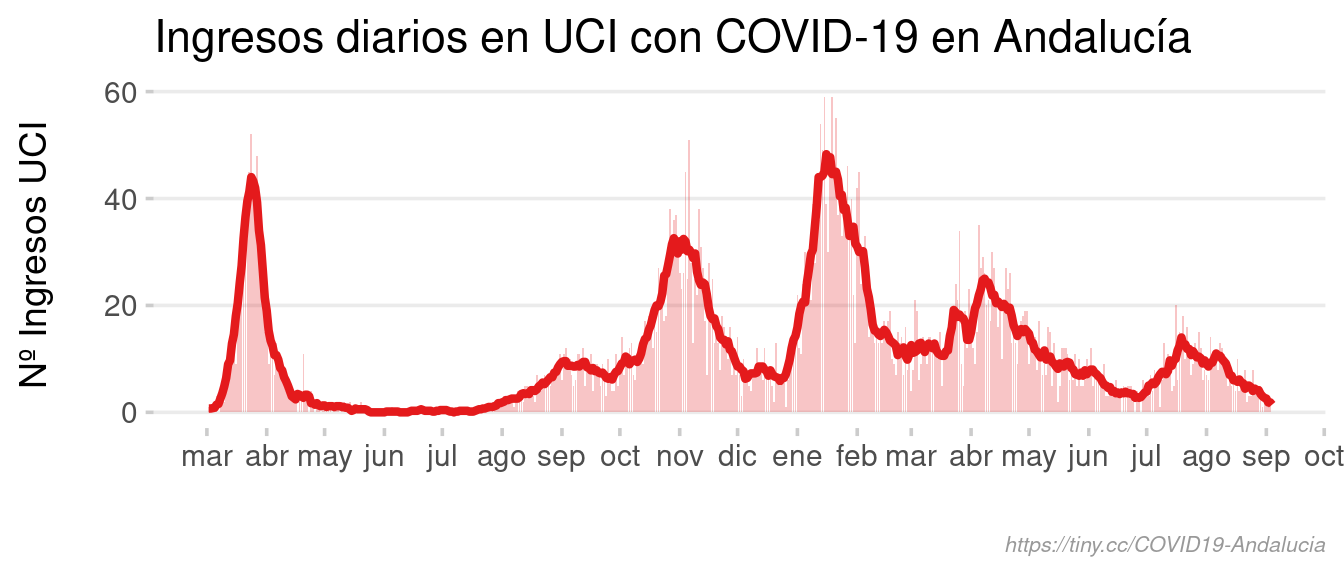 Ingresos diarios en UCI con COVID-19 en Andalucía
Nº Ingresos UCI
60
40
20
0
mar abr may jun jul ago sep oct nov dic ene feb mar abr may jun jul ago sep oct
https://tiny.cc/COVID19-Andalucia